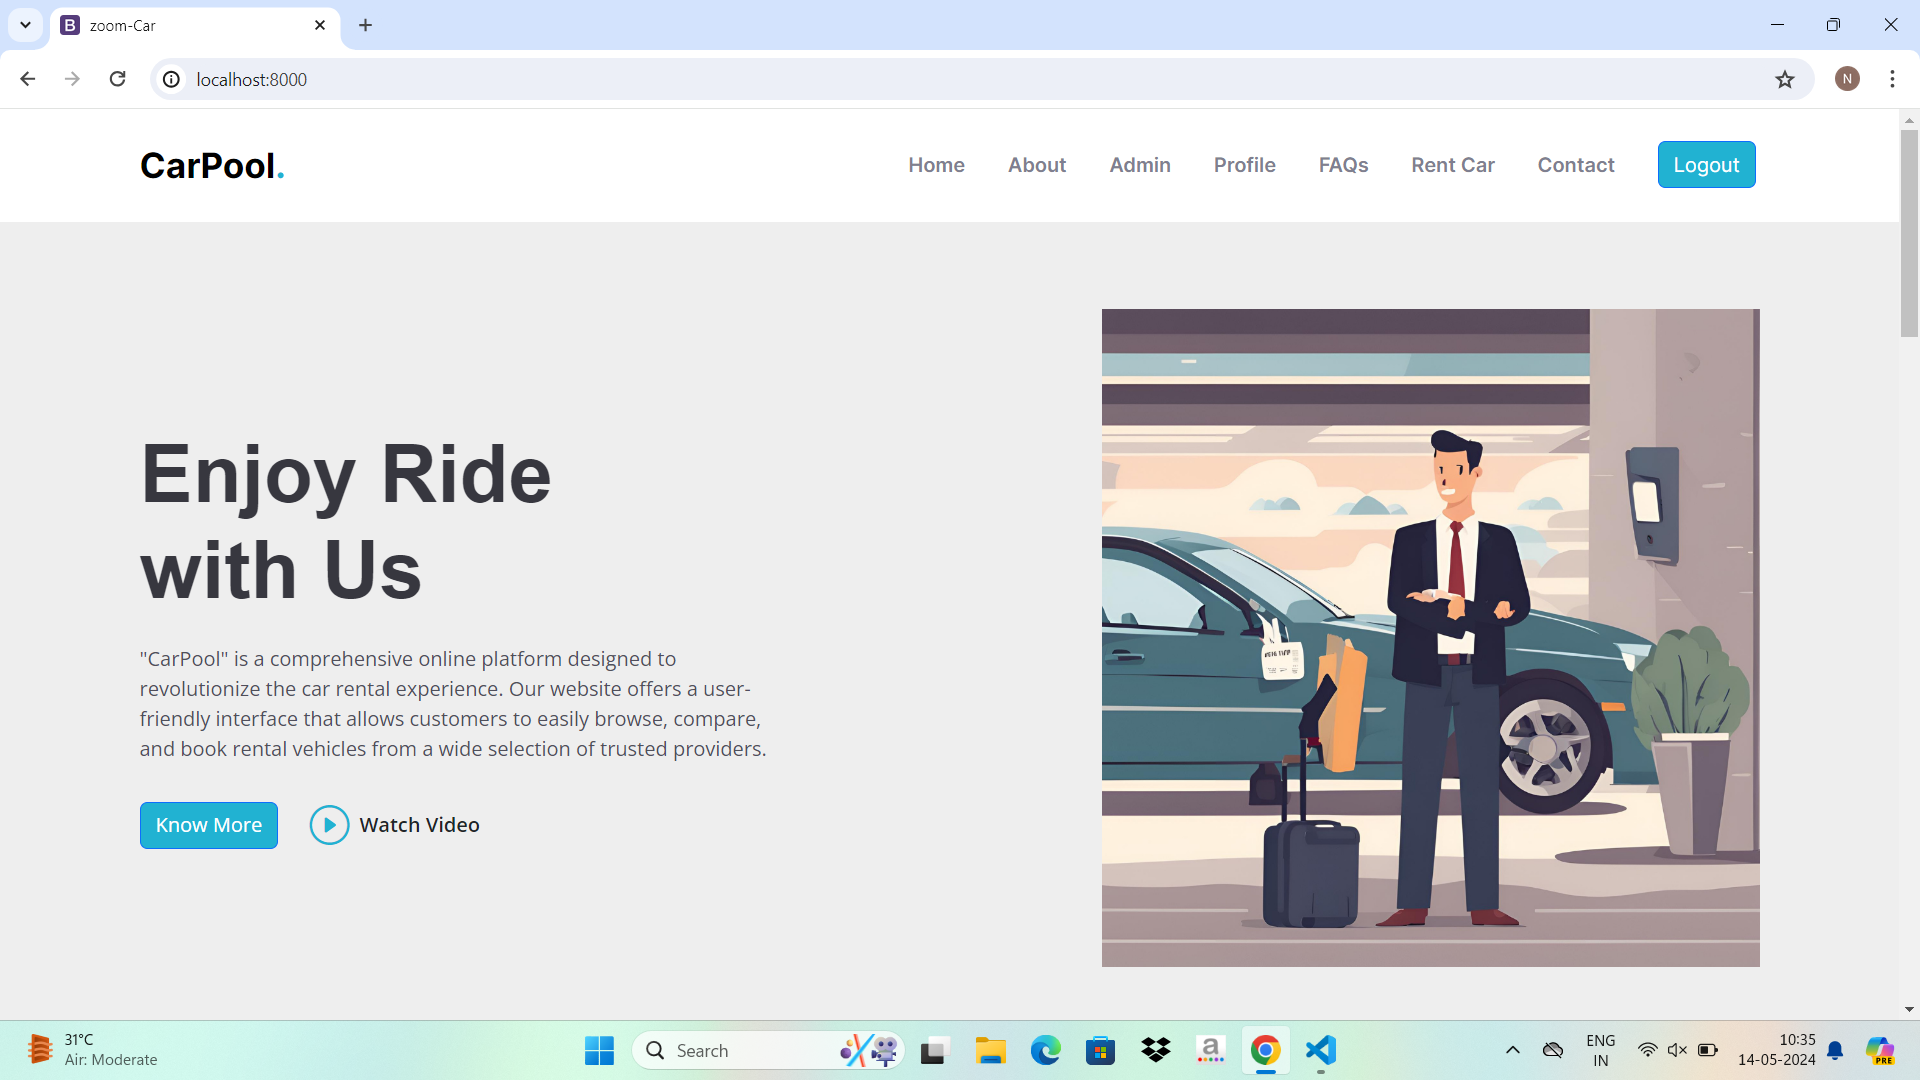 zoom-Car
localhost:8000
N
CarPool.
Home About Admin Profile FAQs Rent Car Contact Logout
Enjoy Ride
with Us
"CarPool" is a comprehensive online platform designed to
revolutionize the car rental experience. Our website offers a user-
friendly interface that allows customers to easily browse, compare,
and book rental vehicles from a wide selection of trusted providers.
Know More Watch Video
31°C
Air: Moderate
Search
ENG
IN
10:35
14-05-2024
PRE